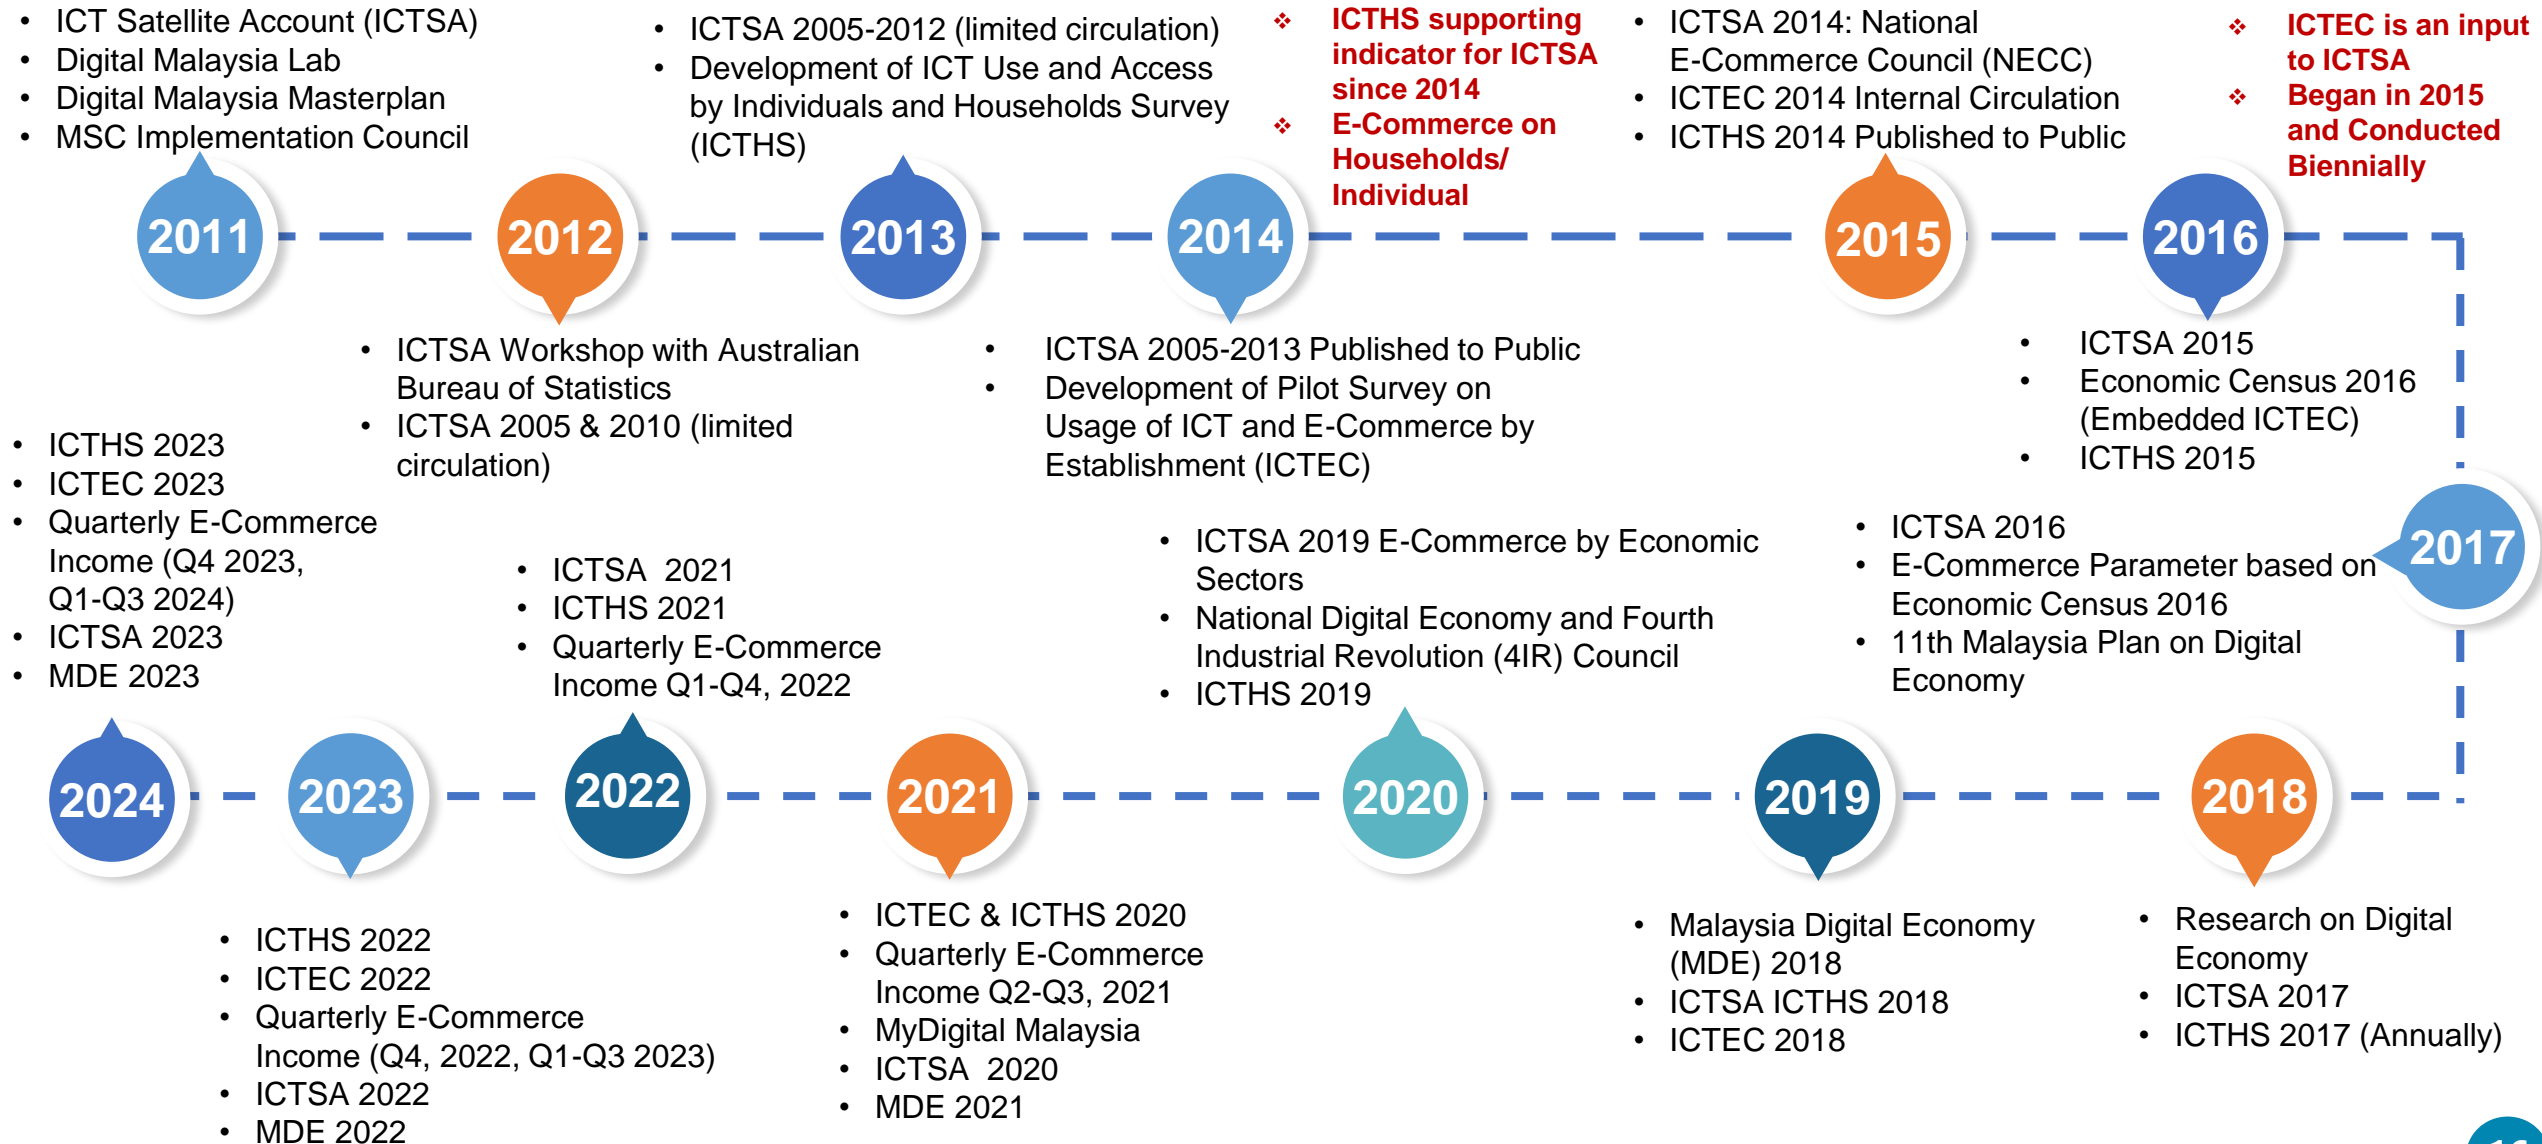 • ICT Satellite Account (ICTSA)
• Digital Malaysia Lab
• Digital Malaysia Masterplan
• MSC Implementation Council
2011
2012
• ICTSA Workshop with Australian
Bureau of Statistics
• ICTSA 2005 & 2010 (limited
circulation)
• ICTSA 2005-2012 (limited circulation)
• Development of ICT Use and Access
by Individuals and Households Survey
(ICTHS)
2013
2014
• ICTSA 2005-2013 Published to Public
• Development of Pilot Survey on
Usage of ICT and E-Commerce by
Establishment (ICTEC)
❖ ICTHS supporting
indicator for ICTSA
since 2014
❖ E-Commerce on
Households/
Individual
• ICTSA 2014: National
E-Commerce Council (NECC)
• ICTEC 2014 Internal Circulation
• ICTHS 2014 Published to Public
2015
2016
• ICTSA 2015
• Economic Census 2016
(Embedded ICTEC)
• ICTHS 2015
❖ ICTEC is an input
to ICTSA
❖ Began in 2015
and Conducted
Biennially
2017
• ICTSA 2016
• E-Commerce Parameter based on
Economic Census 2016
• 11th Malaysia Plan on Digital
Economy
2018
• Research on Digital
Economy
• ICTSA 2017
• ICTHS 2017 (Annually)
2019
• Malaysia Digital Economy
(MDE) 2018
• ICTSA ICTHS 2018
• ICTEC 2018
• ICTSA 2019 E-Commerce by Economic
Sectors
• National Digital Economy and Fourth
Industrial Revolution (4IR) Council
• ICTHS 2019
2020
2021
• ICTEC & ICTHS 2020
• Quarterly E-Commerce
Income Q2-Q3, 2021
• MyDigital Malaysia
• ICTSA 2020
• MDE 2021
• ICTSA 2021
• ICTHS 2021
• Quarterly E-Commerce
Income Q1-Q4, 2022
2022
2023
• ICTHS 2022
• ICTEC 2022
• Quarterly E-Commerce
Income (Q4, 2022, Q1-Q3 2023)
• ICTSA 2022
• MDE 2022
• ICTHS 2023
• ICTEC 2023
• Quarterly E-Commerce
Income (Q4 2023,
Q1-Q3 2024)
• ICTSA 2023
• MDE 2023
2024